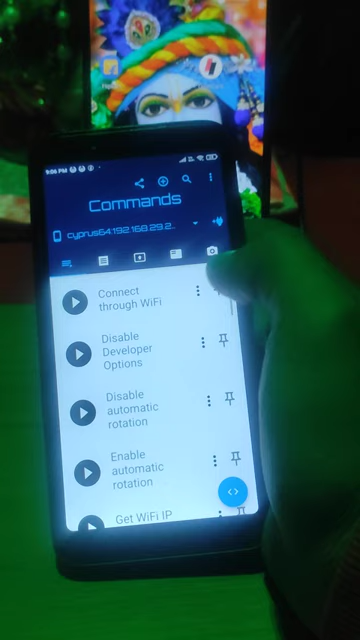 9:06 PM
Commands
cyprus64:192.168.29.2...
Connect
through WiFi
Disable
Developer
Options
Disable
automatic
rotation
Enable
automatic
rotation
Get WiFi IP